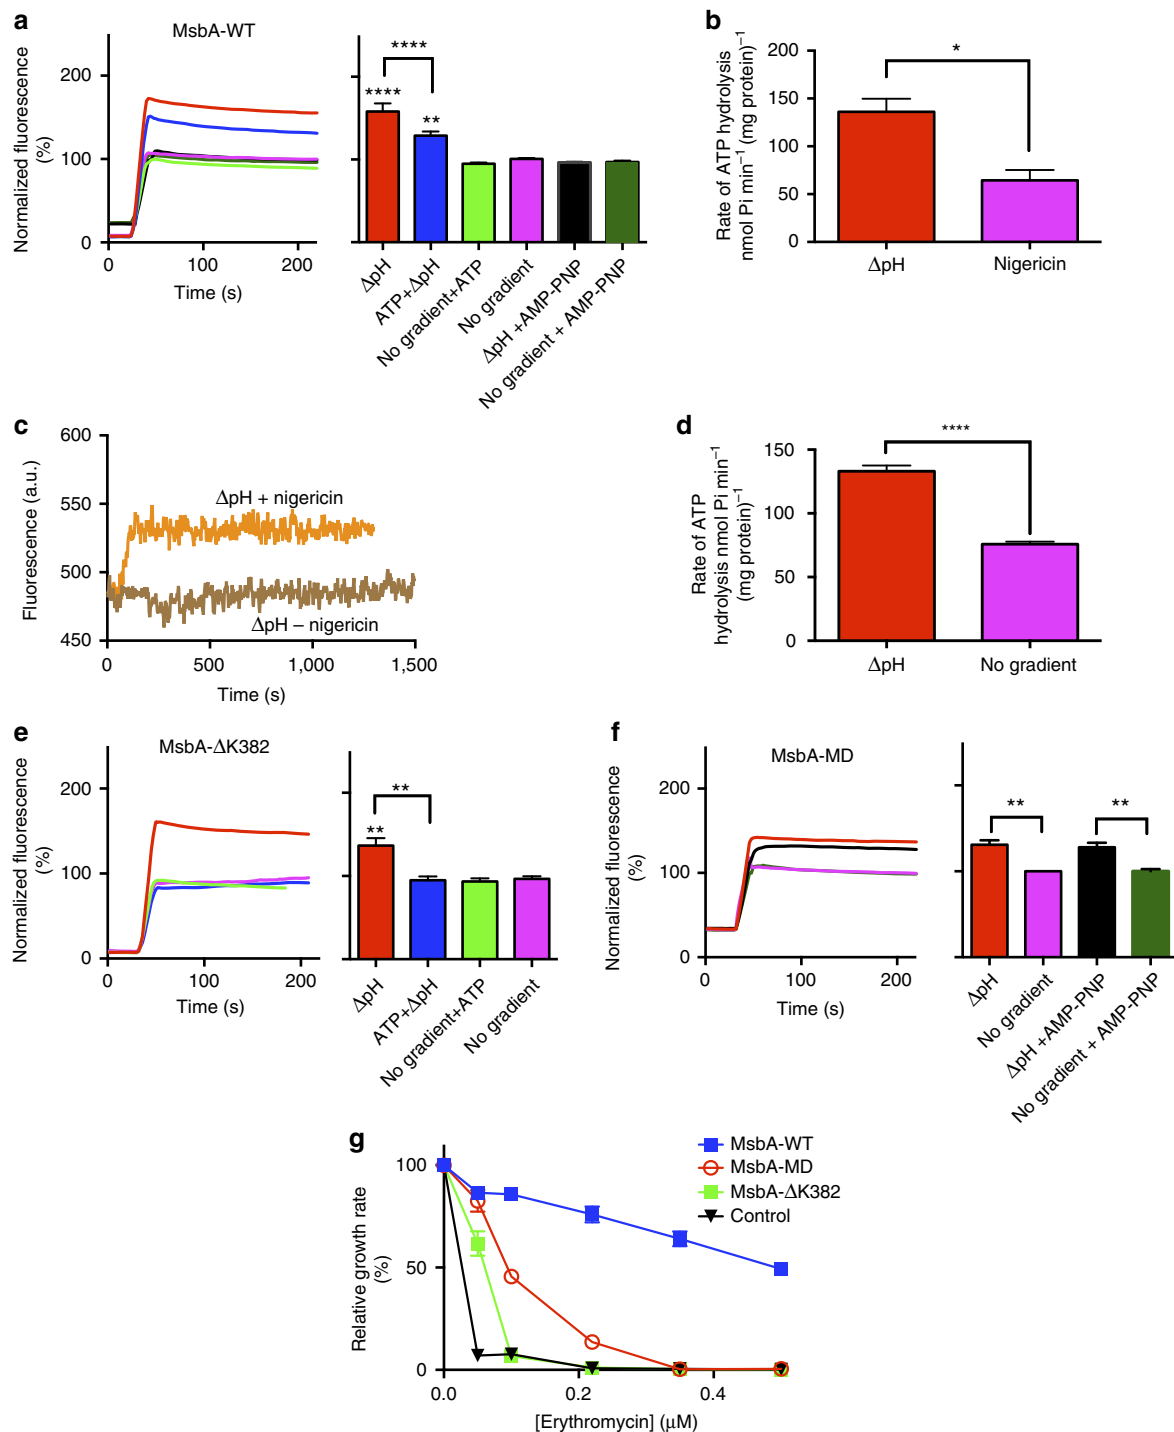 a
MsbA-WT
Normalized fluorescence
(%)
200
100
0
0
100
200
Time (s)
****
****
**
ΔpH
ATP+ΔpH
No gradient+ATP
No gradient
ΔpH +AMP-PNP
No gradient + AMP-PNP
b
Rate of ATP hydrolysis
nmol Pi min−1 (mg protein)−1
200
150
100
50
0
*
ΔpH
Nigericin
c
Fluorescence (a.u.)
600
550
500
450
ΔpH + nigericin
ΔpH – nigericin
0
500
1,000
1,500
Time (s)
d
Rate of ATP
hydrolysis nmol Pi min−1
(mg protein)−1
150
100
50
0
****
ΔpH
No gradient
e
MsbA-ΔK382
Normalized fluorescence
(%)
200
100
0
0
100
200
Time (s)
**
**
ΔpH
ATP+ΔpH
No gradient+ATP
No gradient
f
MsbA-MD
Normalized fluorescence
(%)
200
100
0
0
100
200
Time (s)
**
**
ΔpH
No gradient
ΔpH +AMP-PNP
No gradient + AMP-PNP
g
MsbA-WT
MsbA-MD
MsbA-ΔK382
Control
Relative growth rate
(%)
100
50
0
0.0
0.2
0.4
[Erythromycin] (μM)